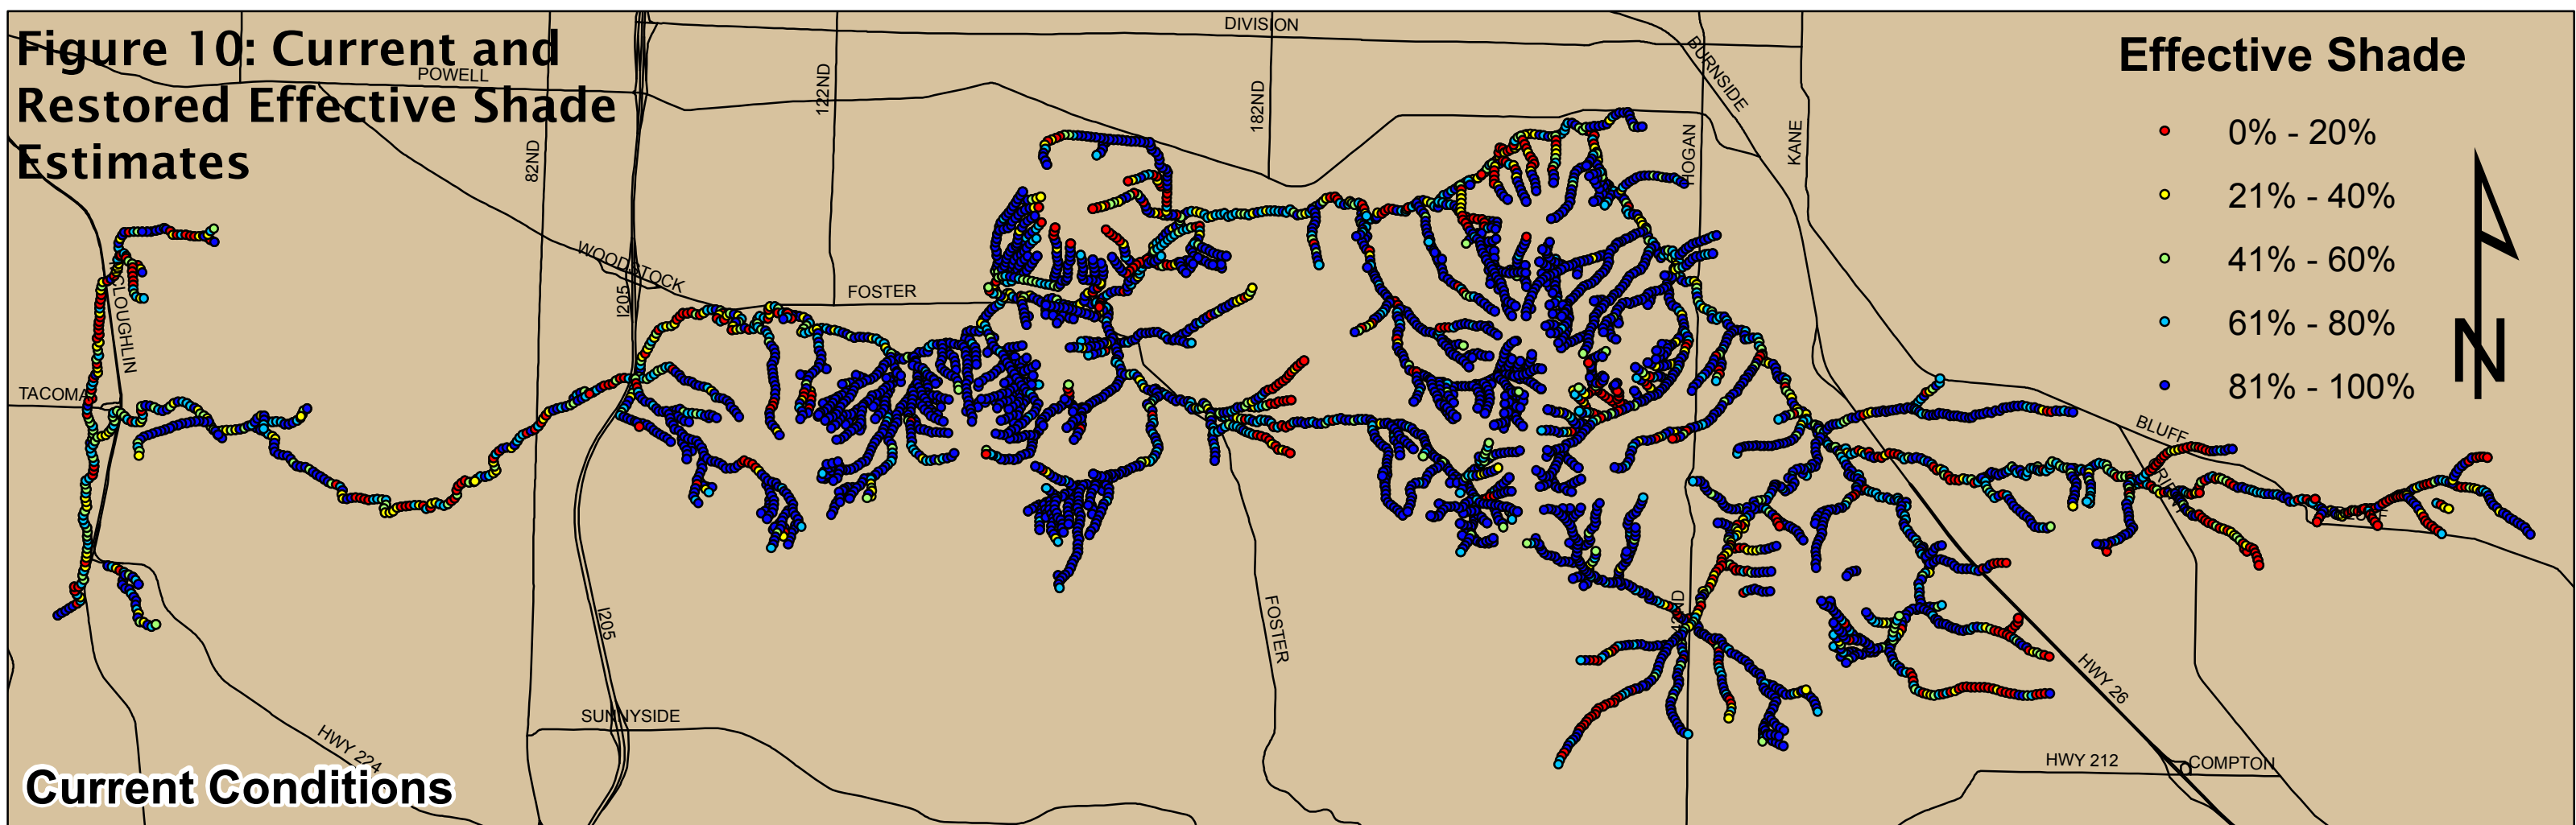 Figure 10: Current and
Restored Effective Shade
Estimates
DIVISION
POWELL
122ND
182ND
BURNSIDE
HOGAN
KANE
82ND
Effective Shade
0% - 20%
21% - 40%
41% - 60%
61% - 80%
81% - 100%
N
WOODSTOCK
I205
FOSTER
CLOUGHLIN
TACOMA
BLUFF
BLUFF
I205
FOSTER
SUNNYSIDE
HWY 224
HWY 26
HWY 212
COMPTON
Current Conditions